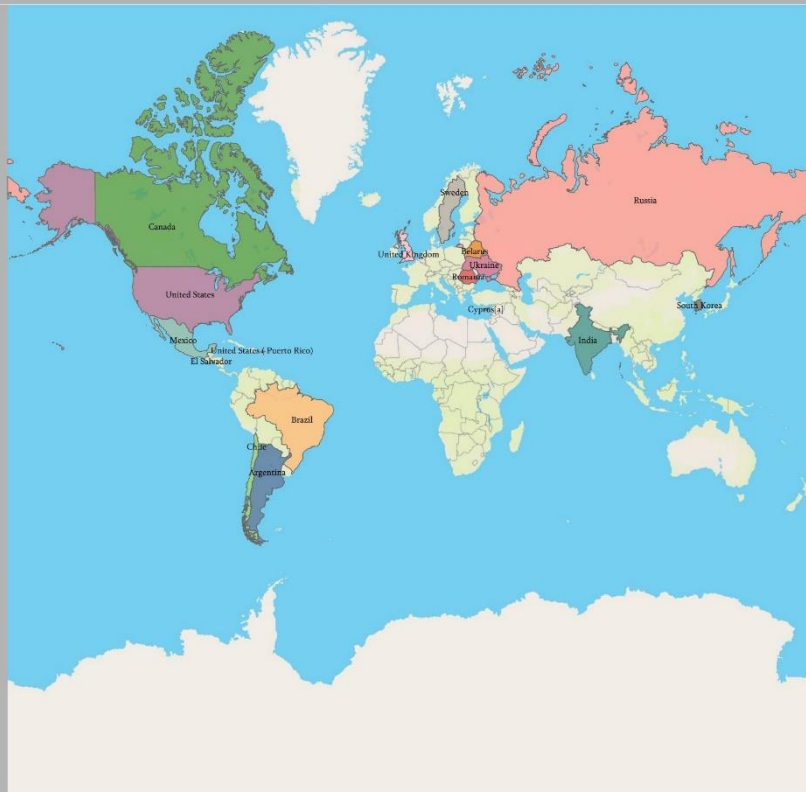 Sweden
Russia
Canada
United Kingdom
Belarus
Ukraine
Romania
United States
Cyprus[a]
South Korea
Mexico
India
United States ( Puerto Rico)
El Salvador
Brazil
Chile
Argentina